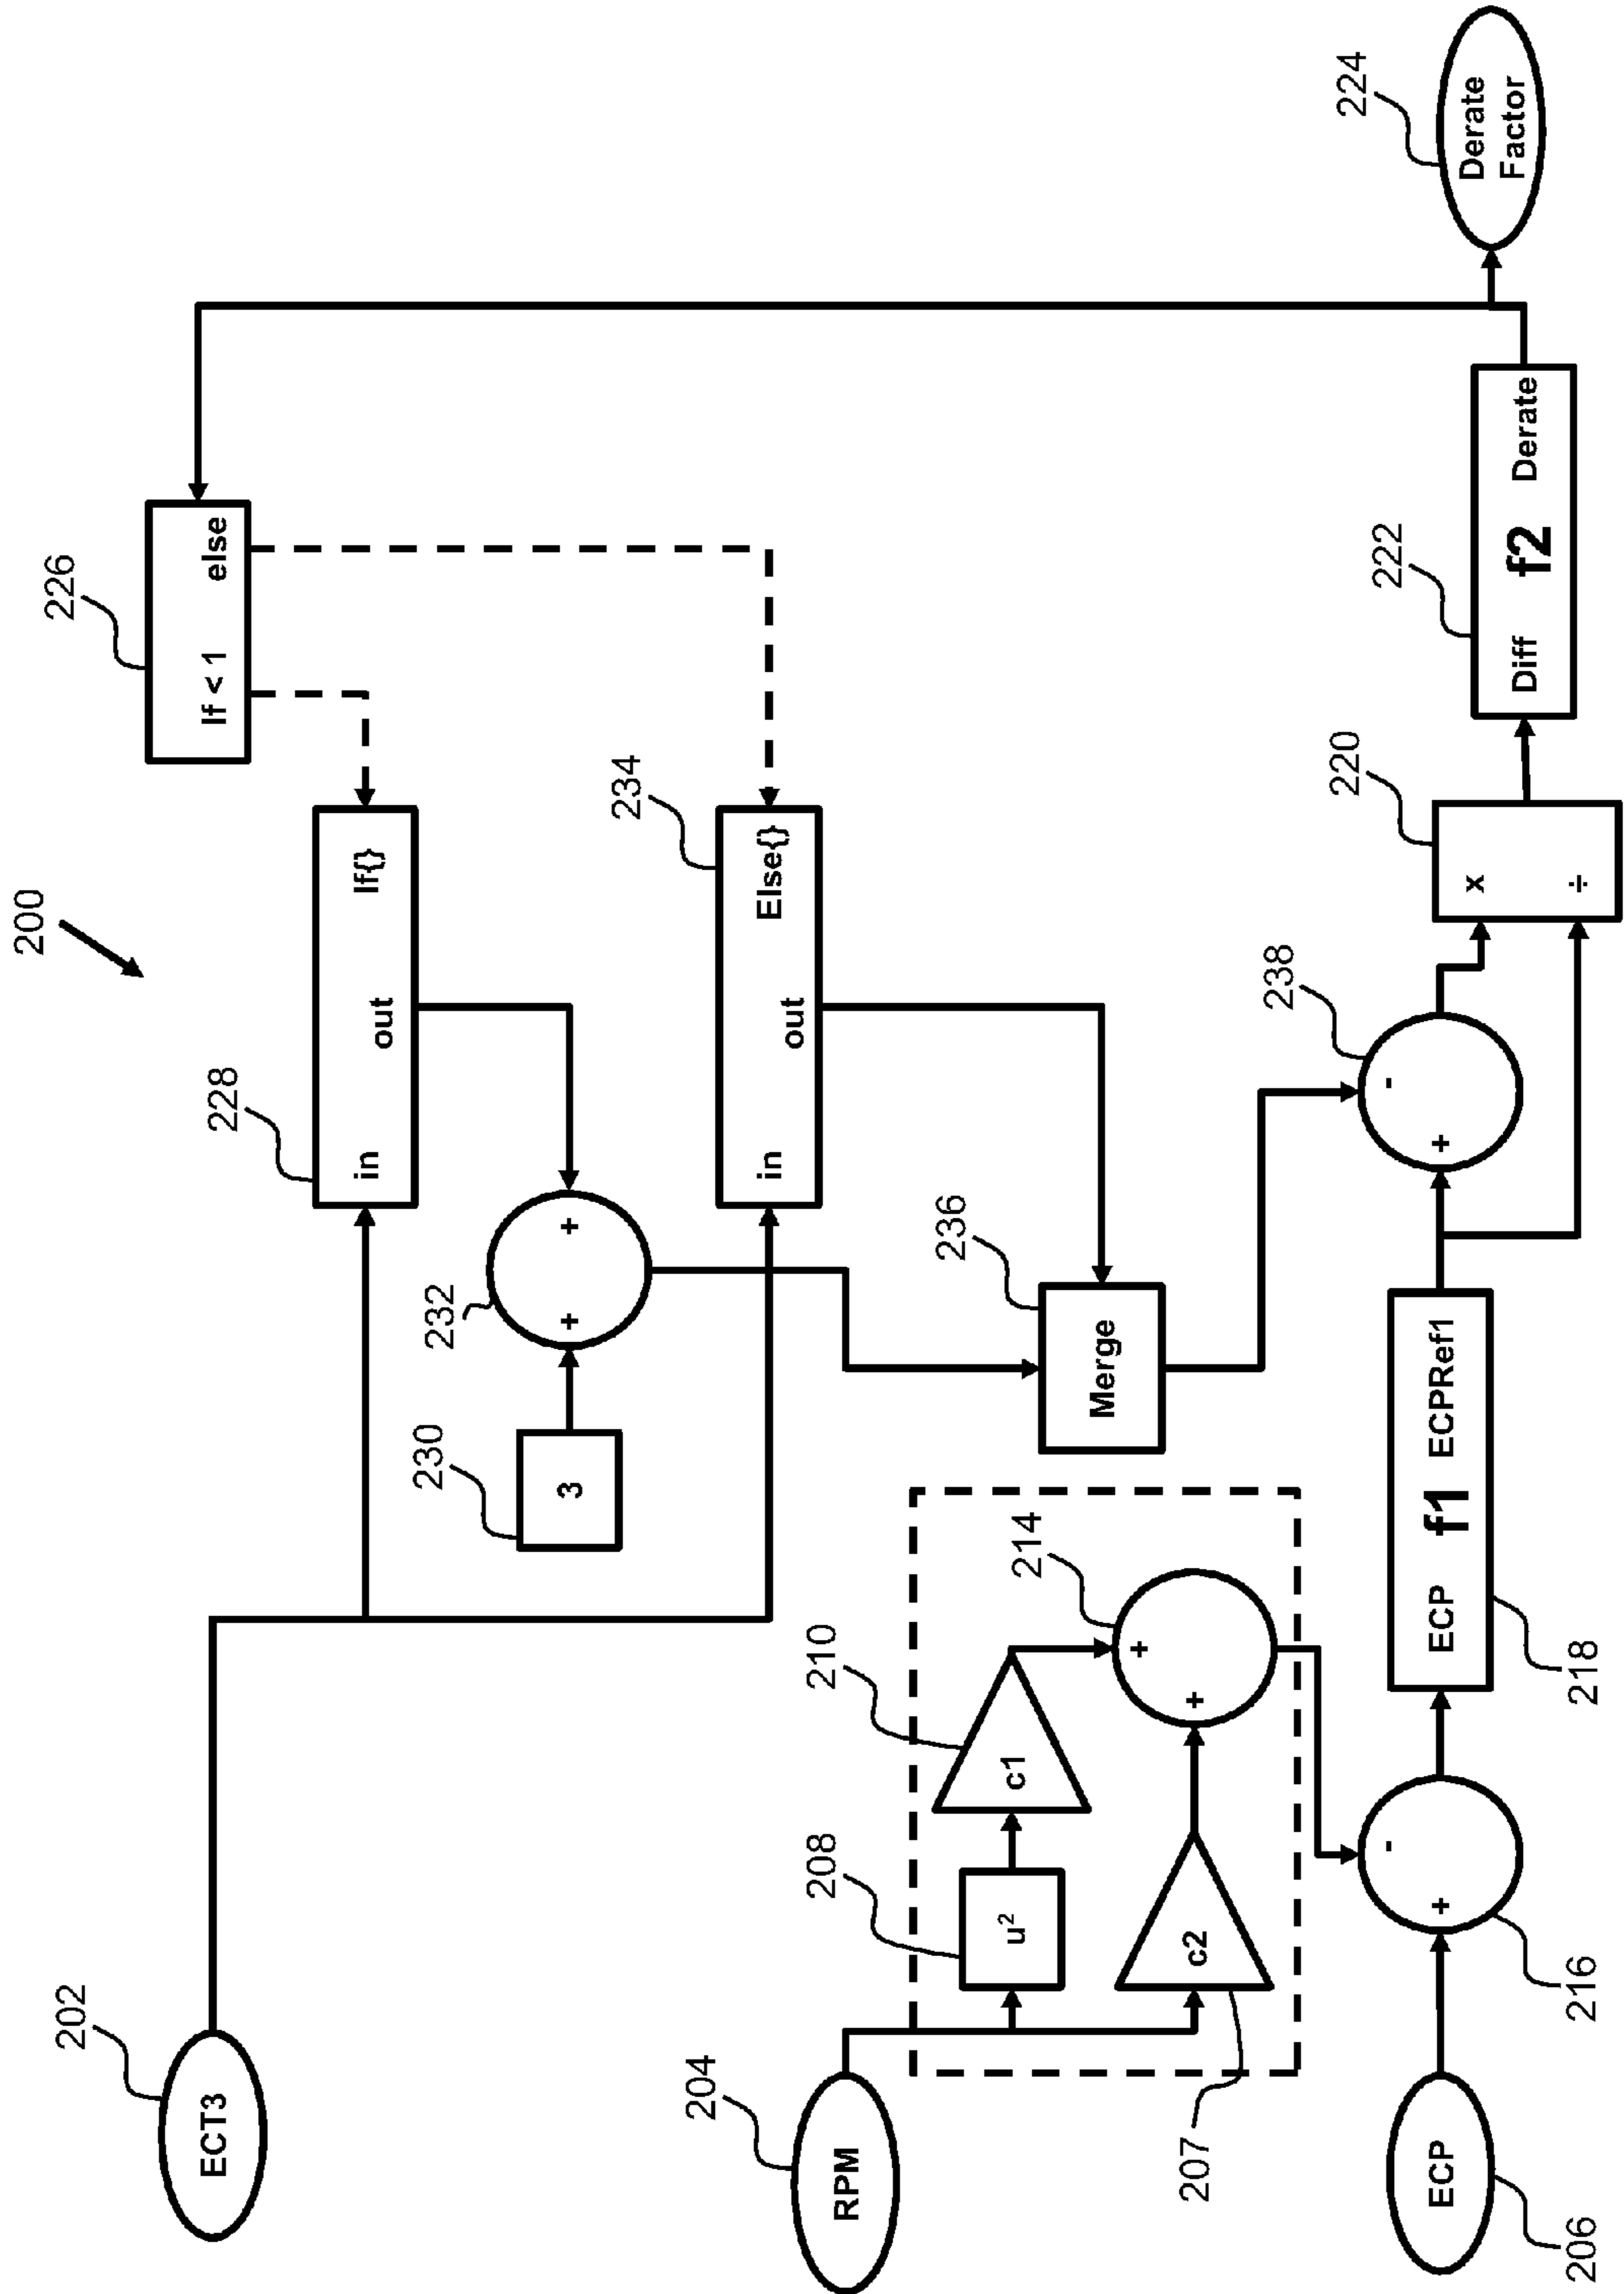 200
202
ECT3
228
in
out
If{}
226
If < 1
else
230
3
232
+
+
234
in
out
Else{}
204
RPM
208
u²
210
c1
207
c2
214
+
+
236
Merge
206
ECP
216
+
-
218
ECP
f1
ECPRef1
238
+
-
220
x
÷
222
Diff
f2
Derate
224
Derate
Factor